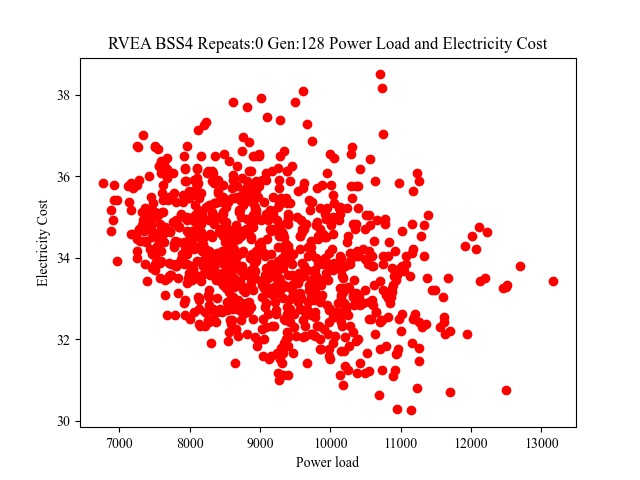 RVEA BSS4 Repeats:0 Gen:128 Power Load and Electricity Cost
38
36
34
32
30
Electricity Cost
7000 8000 9000 10000 11000 12000 13000
Power load